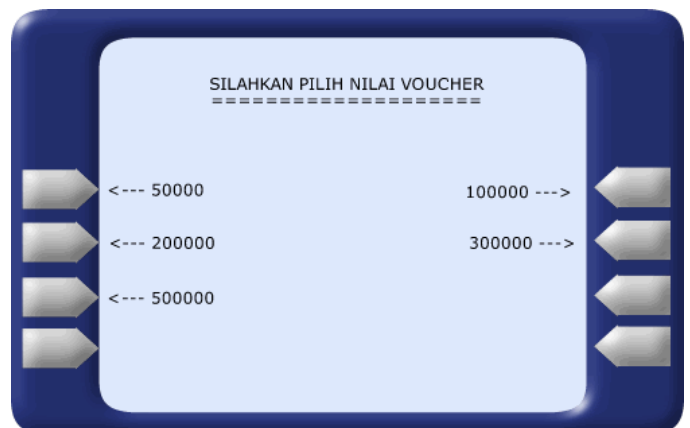 SILAHKAN PILIH NILAI VOUCHER
====================
<--- 50000 100000 --->
<--- 200000 300000 --->
<--- 500000